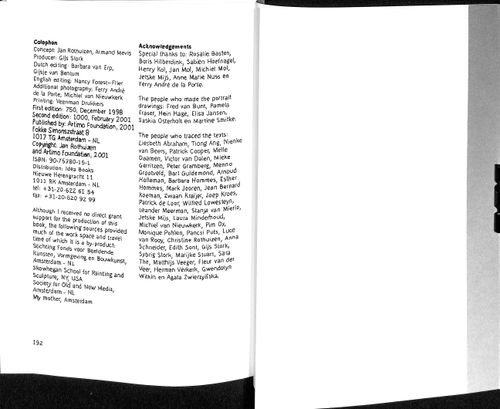 Colophon
Concept: Jan Rothuizen, Armand Mevis
Producer: Gijs Stork
Dutch editing: Barbara van Erp,
Gijsje van Bentum
English editing: Nancy Forest-Flier
Additional photography: Ferry André
de la Porte, Michiel van Nieuwkerk
Printing: Veenman Drukkers
First edition: 750, December 1998
Second edition: 1000, February 2001
Published by: Artimo Foundation, 2001
Fokke Simonszstraat 8
1017 TG Amsterdam - NL
Copyright: Jan Rothuizen
and Artimo Foundation, 2001
ISBN: 90-75380-19-1
Distribution: Idea Books
Nieuwe Herengracht 11
1011 RK Amsterdam - NL
tel: +31-20-622 61 54
fax: +31-20-620 92 99
Although I received no direct grant
support for the production of this
book, the following sources provided
much of the work space and travel
time of which it is a by-product:
Stichting Fonds voor Beeldende
Kunsten, Vormgeving en Bouwkunst,
Amsterdam - NL
Skowhegan School for Painting and
Sculpture, NY, USA
Society for Old and New Media,
Amsterdam - NL
My mother, Amsterdam
192
Acknowledgements
Special thanks to: Rosalie Basten,
Boris Hilberdink, Sabien Hoefnagel,
Henry Kol, Jan Mol, Michiel Mol,
Jetske Mijs, Anne Marie Nuss en
Ferry André de la Porte.
The people who made the portrait
drawings: Fred van Bunt, Pamela
Fraser, Hein Hage, Elisa Jansen,
Saskia Osterholt en Martine Smitke.
The people who traced the texts:
Liesbeth Abraham, Tiong Ang, Nienke
van Beers, Patrick Cooper, Melle
Daamen, Victor van Dalen, Nieke
Gerritzen, Peter Gramberg, Menno
Grootveld, Bart Guldemond, Arnoud
Holleman, Barbara Hommes, Esther
Hommes, Mark Jooren, Jean Bernard
Koeman, Zwaan Kraijer, Joep Kroes,
Patrick de Laat, Wilfred Lowesteyn,
Leander Meerman, Stanja van Mierlo,
Jetske Mijs, Laura Minderhoud,
Michiel van Nieuwkerk, Pim Ox,
Monique Puhlen, Pancsi Puts, Luce
van Rooy, Christine Rothuizen, Anna
Schneider, Edith Sont, Gijs Stork,
Sybrig Stork, Marijke Stuart, Sata
The, Matthijs Veeger, Fleur van der
Veer, Herman Verkerk, Gwendolyn
Witkin en Agata Zwierzyńska.